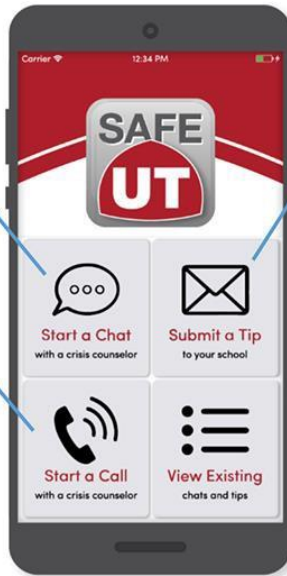 Carrier
12:34 PM
SAFE
UT
Start a Chat
with a crisis counselor
Submit a Tip
to your school
Start a Call
with a crisis counselor
View Existing
chats and tips